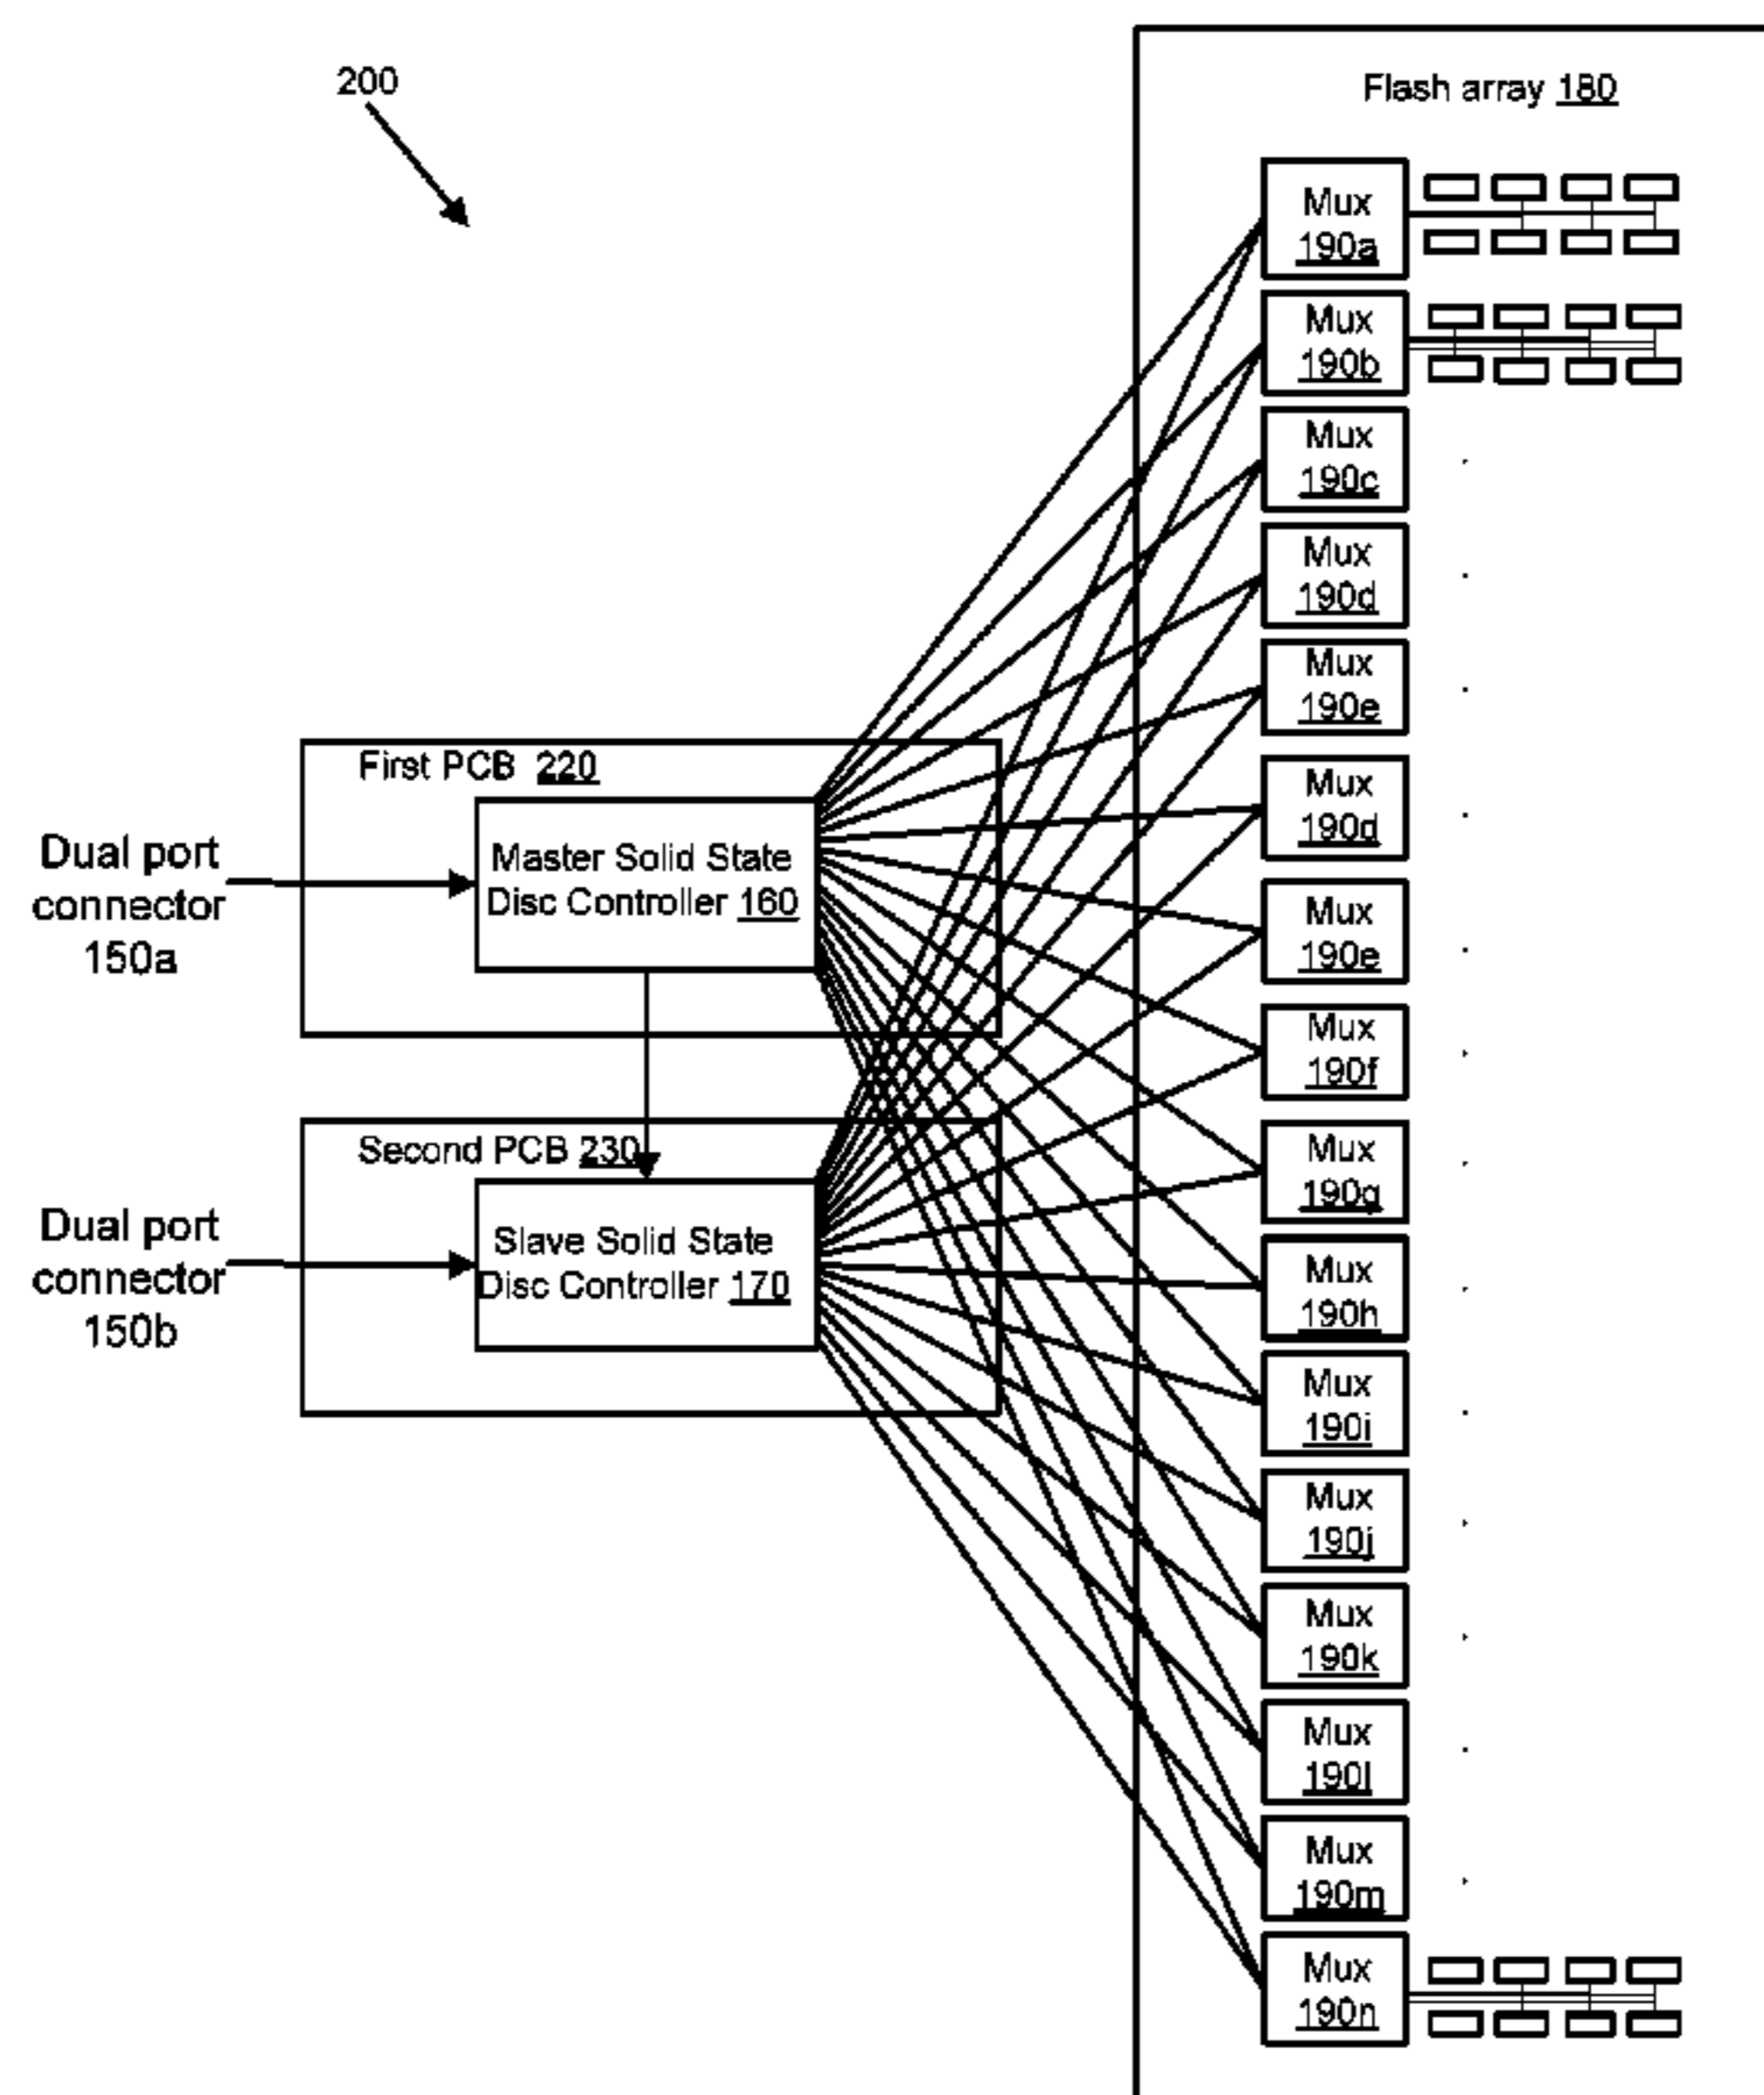 200
Flash array 180
Mux
190a
Mux
190b
Mux
190c
Mux
190d
Mux
190e
Mux
190d
Mux
190e
Mux
190f
Mux
190g
Mux
190h
Mux
190i
Mux
190j
Mux
190k
Mux
190l
Mux
190m
Mux
190n
First PCB 220
Master Solid State
Disc Controller 160
Dual port
connector
150a
Second PCB 230
Slave Solid State
Disc Controller 170
Dual port
connector
150b